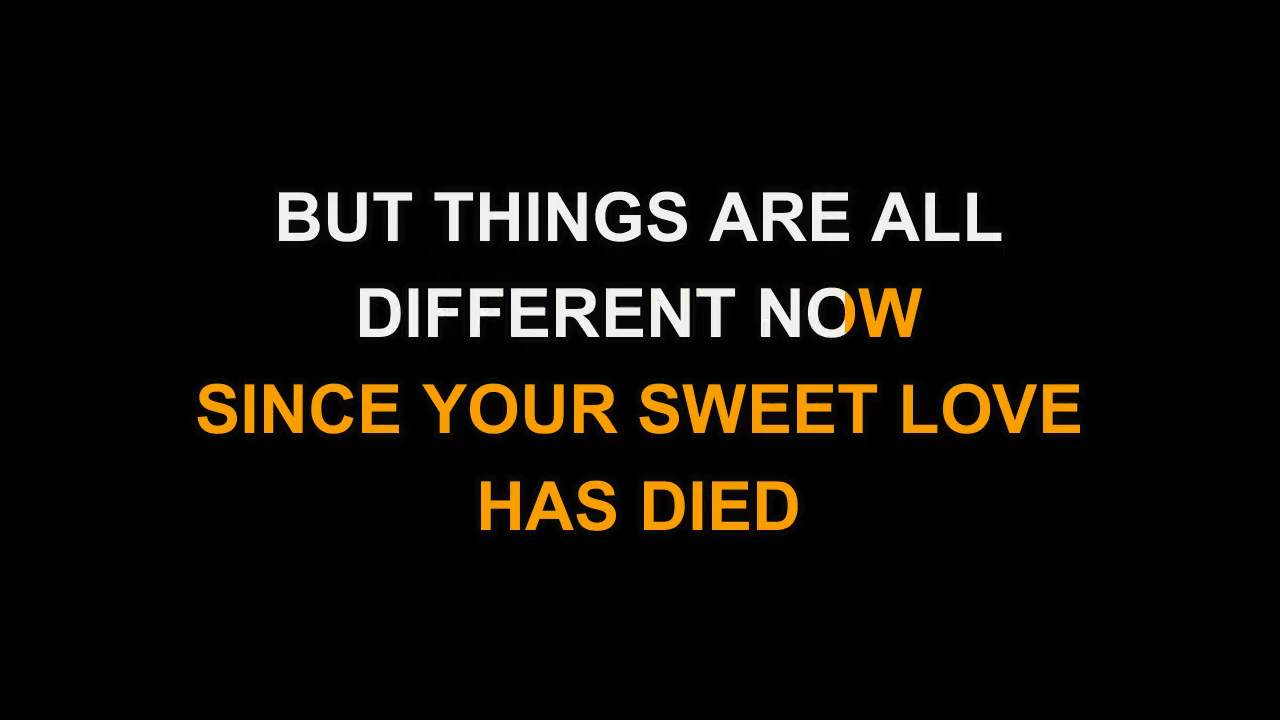 BUT THINGS ARE ALL
DIFFERENT NOW
SINCE YOUR SWEET LOVE
HAS DIED